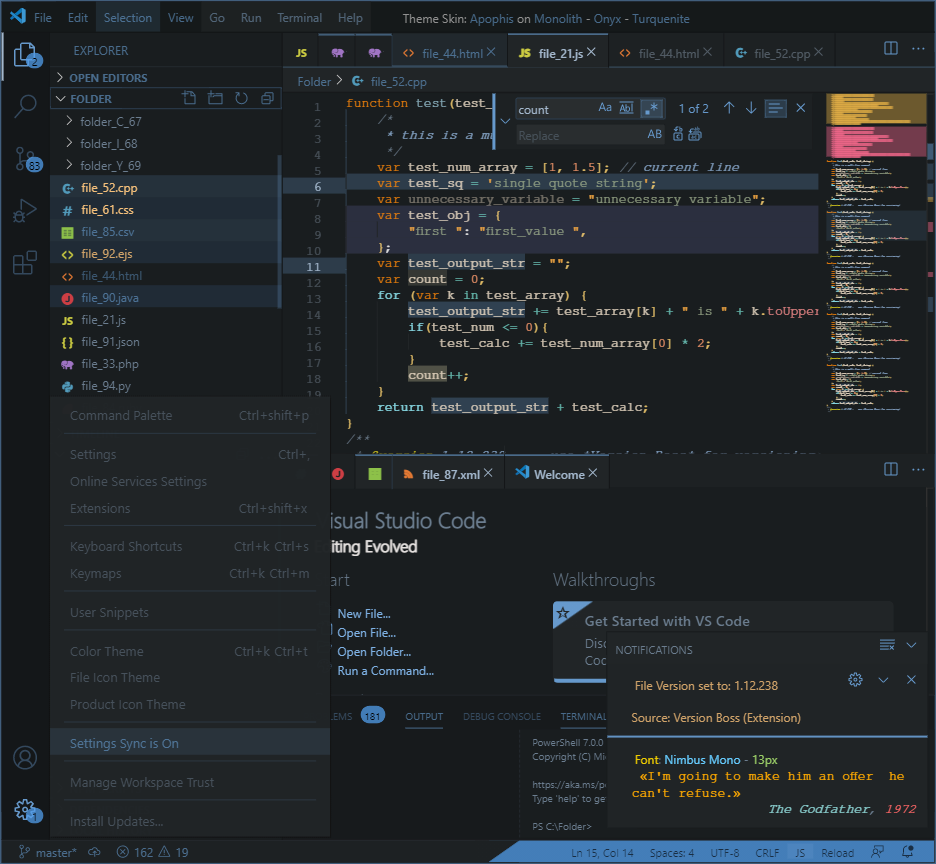 File Edit Selection View Go Run Terminal Help Theme Skin: Apophis on Monolith - Onyx - Turquenite
EXPLORER
JS
file_44.html
JS file_21.js
file_44.html
file_52.cpp
2
OPEN EDITORS
FOLDER
Folder > file_52.cpp
folder_C_67
folder_I_68
folder_Y_69
83
file_52.cpp
file_61.css
file_85.csv
file_92.ejs
file_44.html
file_90.java
JS file_21.js
file_91.json
file_33.php
file_94.py
count Aa Ab .* 1 of 2
Replace AB
1 function test(test_
2 /*
3 * this is a mu
4 */
5 var test_num_array = [1, 1.5]; // current line
6 var test_sq = 'single quote string';
7 var unnecessary_variable = "unnecessary variable";
8 var test_obj = {
9 "first ": "first_value ",
10 };
11 var test_output_str = "";
12 var count = 0;
13 for (var k in test_array) {
14 test_output_str += test_array[k] + " is " + k.toUpper
15 if(test_num <= 0){
16 test_calc += test_num_array[0] * 2;
17 }
18 count++;
19 }
return test_output_str + test_calc;
}
/**
Command Palette Ctrl+shift+p
Settings Ctrl+,
Online Services Settings
Extensions Ctrl+shift+x
Keyboard Shortcuts Ctrl+k Ctrl+s
Keymaps Ctrl+k Ctrl+m
User Snippets
Color Theme Ctrl+k Ctrl+t
File Icon Theme
Product Icon Theme
Settings Sync is On
Manage Workspace Trust
Install Updates...
1
J
file_87.xml
Welcome
isual Studio Code
iting Evolved
art
New File...
Open File...
Open Folder...
Run a Command...
Walkthroughs
Get Started with VS Code
Disc
Coc
LEMS 181 OUTPUT DEBUG CONSOLE TERMINAL
PowerShell 7.0.0
Copyright (C) Mi
https://aka.ms/p
Type 'help' to ge
PS C:\Folder>
NOTIFICATIONS
File Version set to: 1.12.238
Source: Version Boss (Extension)
Font: Nimbus Mono - 13px
«I'm going to make him an offer he
can't refuse.»
The Godfather, 1972
master* 162 19 Ln 15, Col 14 Spaces: 4 UTF-8 CRLF JS Reload